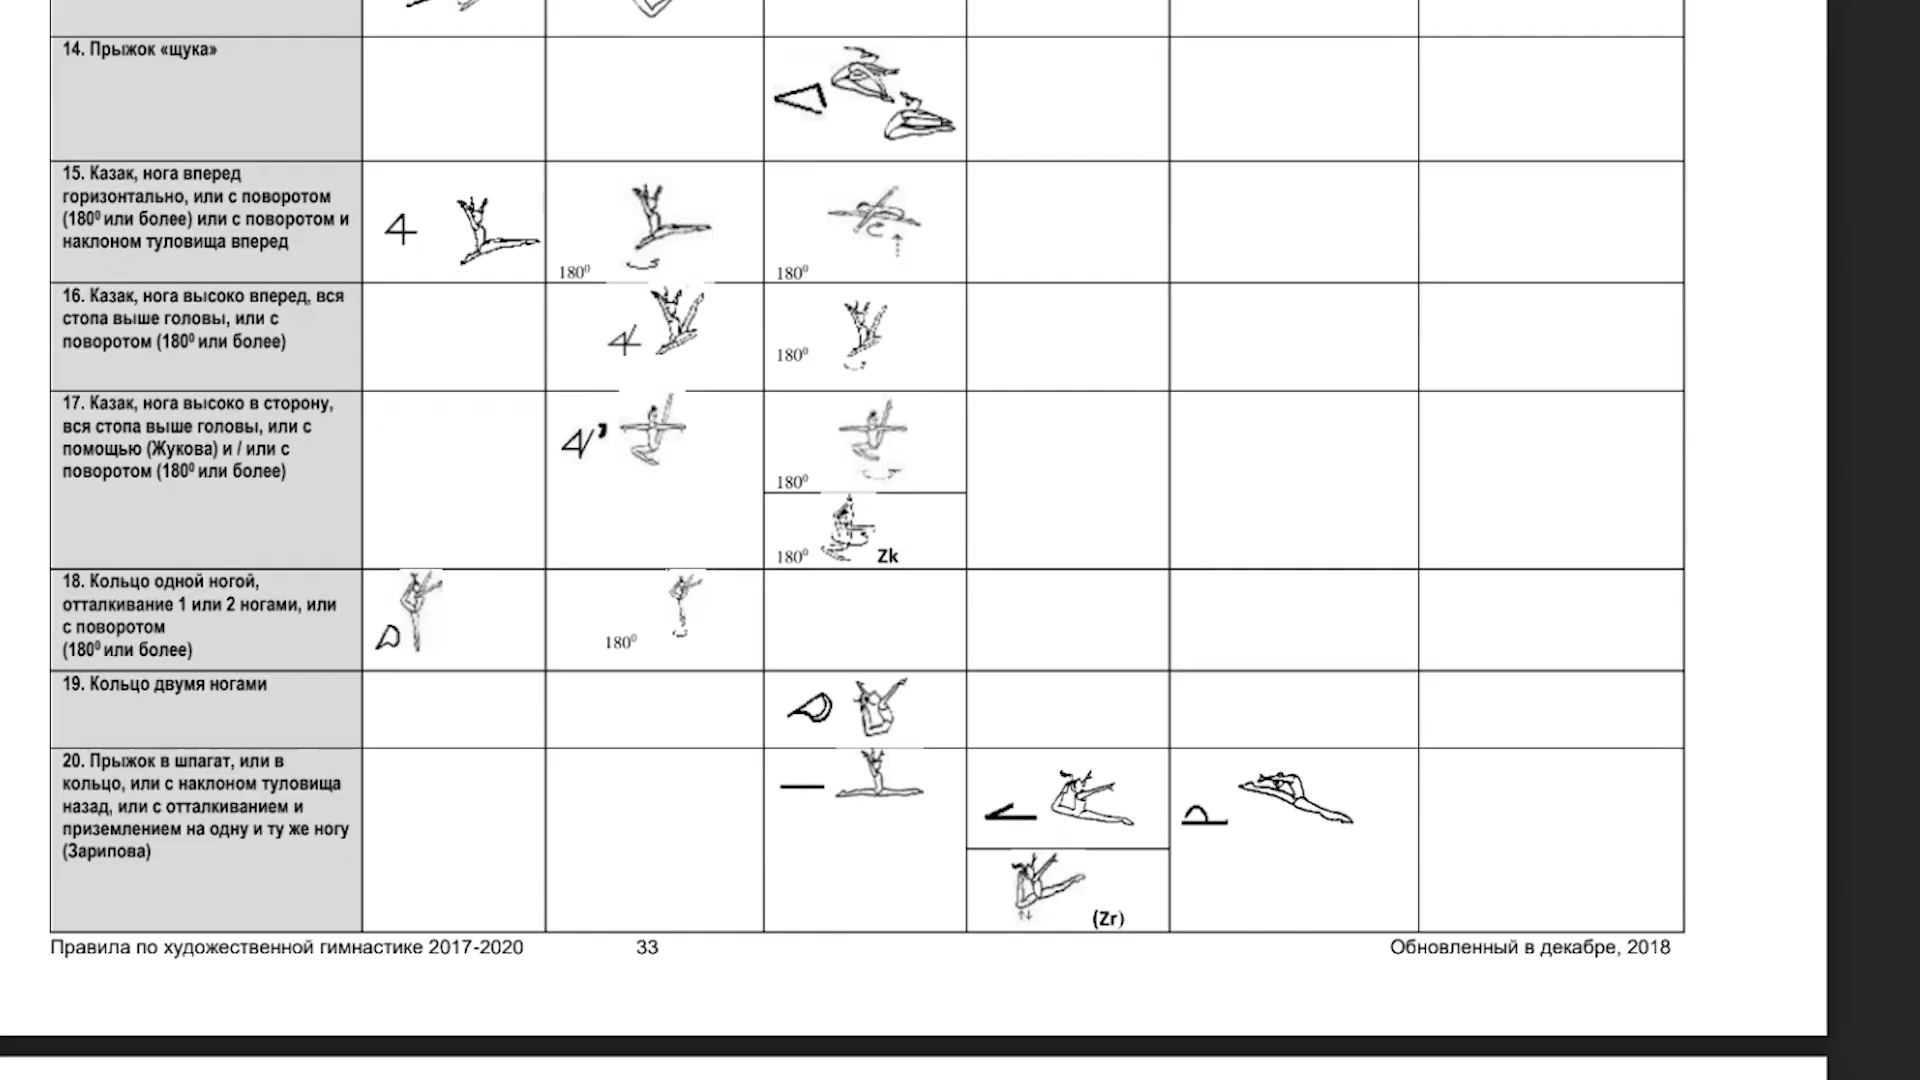 14. Прыжок «щука»
15. Казак, нога вперед
горизонтально, или с поворотом
(180⁰ или более) или с поворотом и
наклоном туловища вперед
180⁰
180⁰
16. Казак, нога высоко вперед, вся
стопа выше головы, или с
поворотом (180⁰ или более)
180⁰
17. Казак, нога высоко в сторону,
вся стопа выше головы, или с
помощью (Жукова) и / или с
поворотом (180⁰ или более)
180⁰
180⁰ Zk
18. Кольцо одной ногой,
отталкивание 1 или 2 ногами, или
с поворотом
(180⁰ или более)
180⁰
19. Кольцо двумя ногами
20. Прыжок в шпагат, или в
кольцо, или с наклоном туловища
назад, или с отталкиванием и
приземлением на одну и ту же ногу
(Зарипова)
(Zr)
Правила по художественной гимнастике 2017-2020 33 Обновленный в декабре, 2018